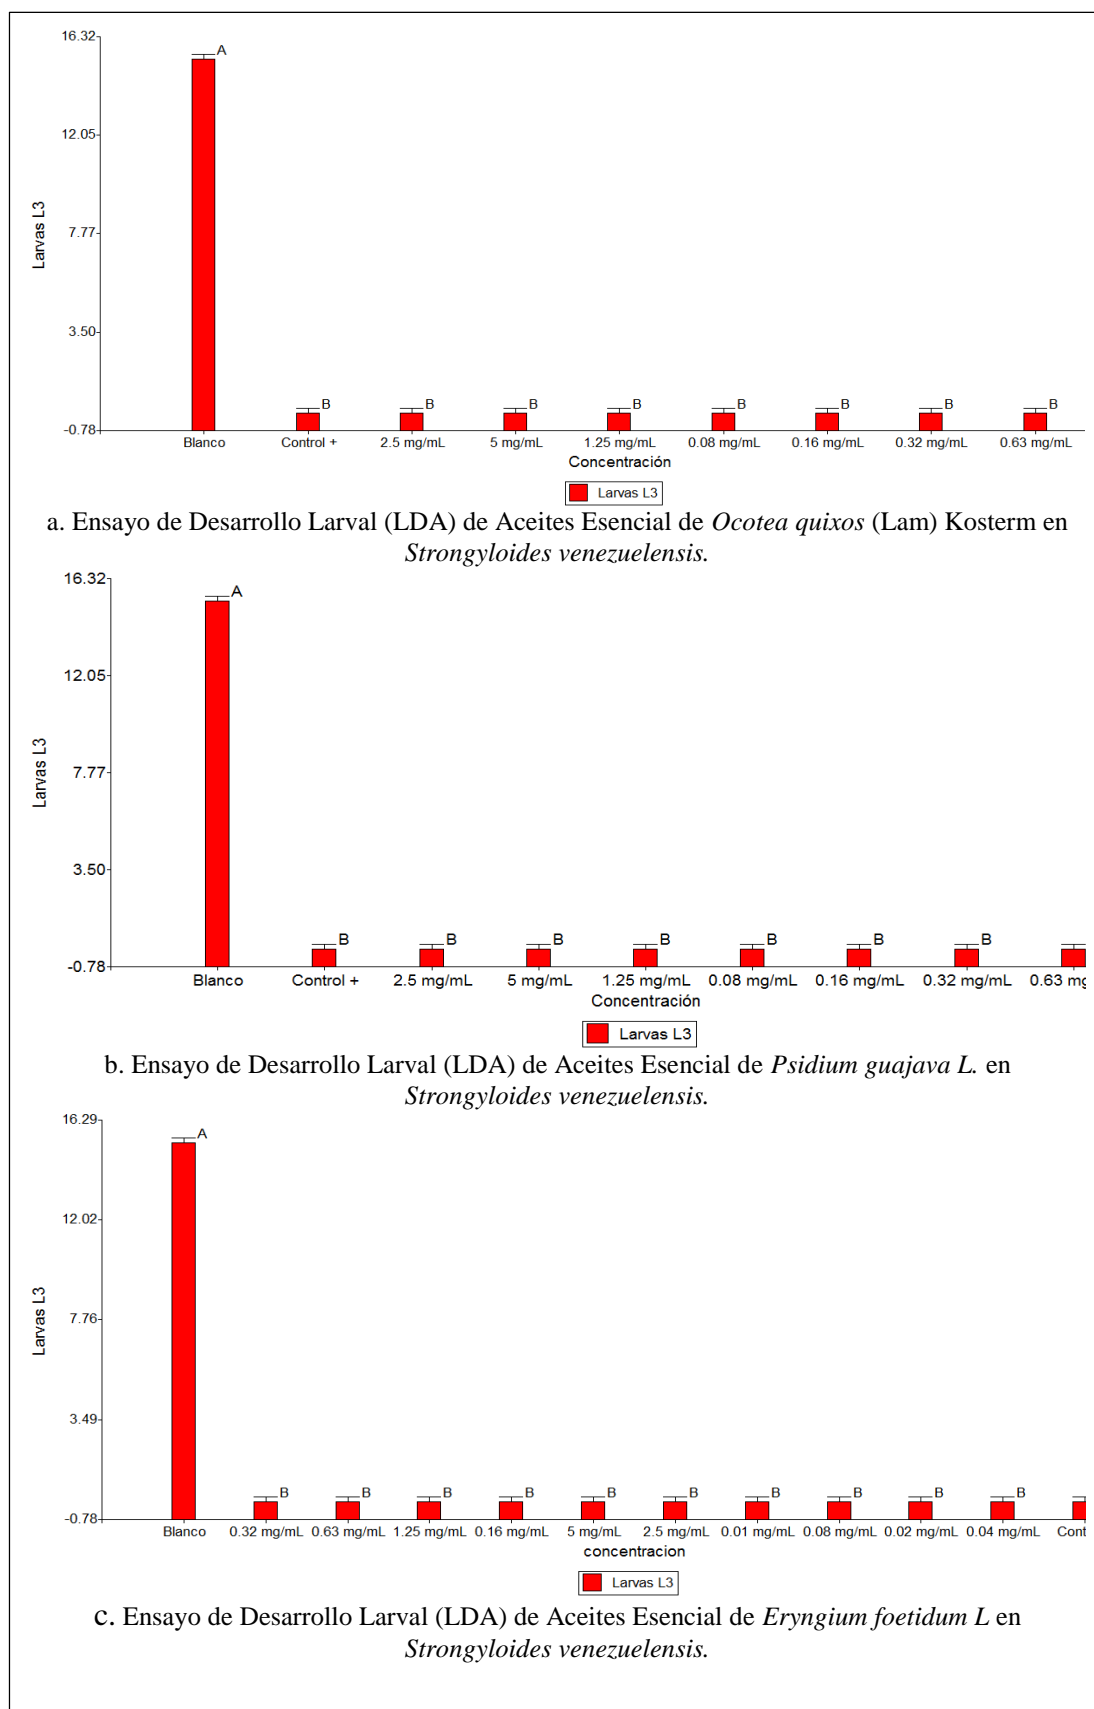 16.32
A
12.05
Larvas L3
7.77
3.50
B B B B B B B B
-0.78
Blanco Control + 2.5 mg/mL 5 mg/mL 1.25 mg/mL 0.08 mg/mL 0.16 mg/mL 0.32 mg/mL 0.63 mg/mL
Concentración
Larvas L3
a. Ensayo de Desarrollo Larval (LDA) de Aceites Esencial de Ocotea quixos (Lam) Kosterm en
Strongyloides venezuelensis.
16.32
A
12.05
Larvas L3
7.77
3.50
B B B B B B B
-0.78
Blanco Control + 2.5 mg/mL 5 mg/mL 1.25 mg/mL 0.08 mg/mL 0.16 mg/mL 0.32 mg/mL 0.63 mg
Concentración
Larvas L3
b. Ensayo de Desarrollo Larval (LDA) de Aceites Esencial de Psidium guajava L. en
Strongyloides venezuelensis.
16.29
A
12.02
Larvas L3
7.76
3.49
B B B B B B B B B B
-0.78
Blanco 0.32 mg/mL 0.63 mg/mL 1.25 mg/mL 0.16 mg/mL 5 mg/mL 2.5 mg/mL 0.01 mg/mL 0.08 mg/mL 0.02 mg/mL 0.04 mg/mL Cont
concentracion
Larvas L3
c. Ensayo de Desarrollo Larval (LDA) de Aceites Esencial de Eryngium foetidum L en
Strongyloides venezuelensis.